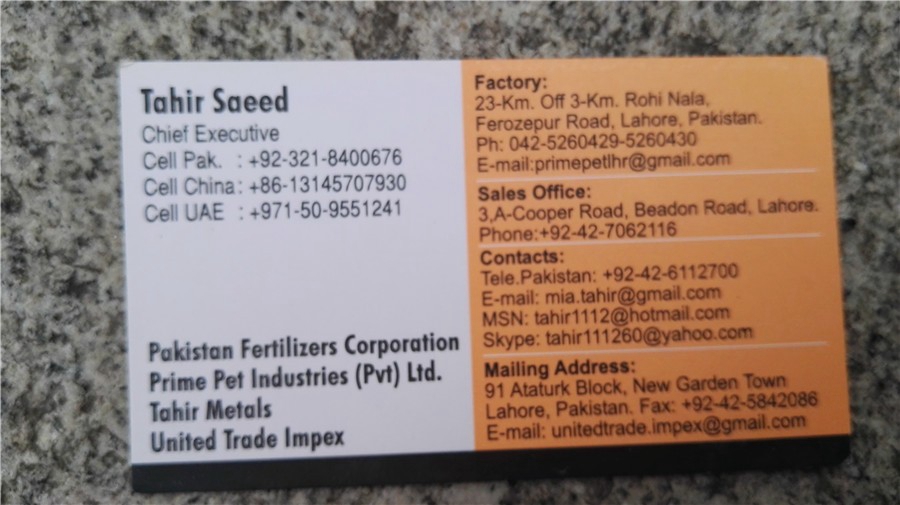 Tahir Saeed
Chief Executive
Cell Pak. : +92-321-8400676
Cell China: +86-13145707930
Cell UAE : +971-50-9551241
Pakistan Fertilizers Corporation
Prime Pet Industries (Pvt) Ltd.
Tahir Metals
United Trade Impex
Factory:
23-Km. Off 3-Km. Rohi Nala,
Ferozepur Road, Lahore, Pakistan.
Ph: 042-5260429-5260430
E-mail:primepetlhr@gmail.com
Sales Office:
3,A-Cooper Road, Beadon Road, Lahore.
Phone:+92-42-7062116
Contacts:
Tele.Pakistan: +92-42-6112700
E-mail: mia.tahir@gmail.com
MSN: tahir1112@hotmail.com
Skype: tahir111260@yahoo.com
Mailing Address:
91 Ataturk Block, New Garden Town
Lahore, Pakistan. Fax: +92-42-5842086
E-mail: unitedtrade.impex@gmail.com